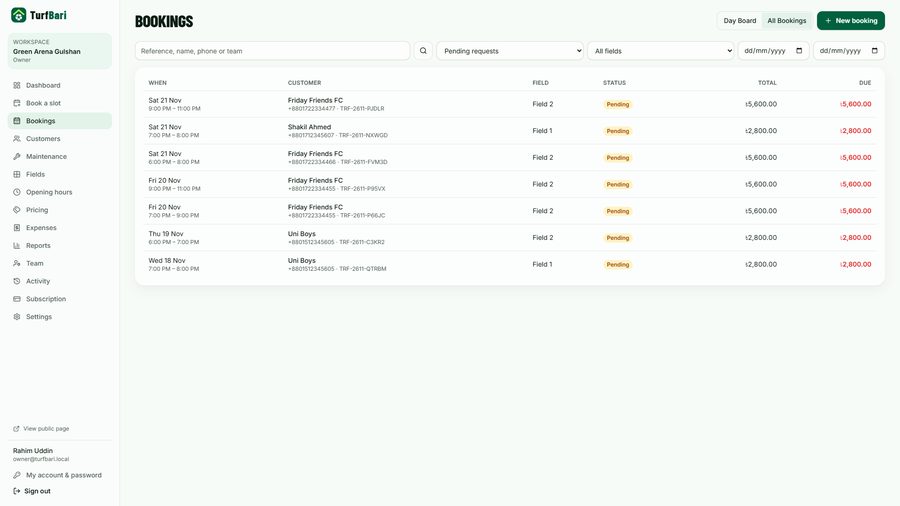 TurfBari
WORKSPACE
Green Arena Gulshan
Owner
Dashboard
Book a slot
Bookings
Customers
Maintenance
Fields
Opening hours
Pricing
Expenses
Reports
Team
Activity
Subscription
Settings
View public page
Rahim Uddin
owner@turfbari.local
My account & password
Sign out
BOOKINGS
Day Board All Bookings + New booking
Reference, name, phone or team Pending requests All fields dd/mm/yyyy dd/mm/yyyy
WHEN CUSTOMER FIELD STATUS TOTAL DUE
Sat 21 Nov Friday Friends FC Field 2 Pending ৳5,600.00 ৳5,600.00
9:00 PM – 11:00 PM +8801722334477 · TRF-2611-PJDLR
Sat 21 Nov Shakil Ahmed Field 1 Pending ৳2,800.00 ৳2,800.00
7:00 PM – 8:00 PM +8801712345607 · TRF-2611-NXWGD
Sat 21 Nov Friday Friends FC Field 2 Pending ৳5,600.00 ৳5,600.00
6:00 PM – 8:00 PM +8801722334466 · TRF-2611-FVM3D
Fri 20 Nov Friday Friends FC Field 2 Pending ৳5,600.00 ৳5,600.00
9:00 PM – 11:00 PM +8801722334455 · TRF-2611-P95VX
Fri 20 Nov Friday Friends FC Field 2 Pending ৳5,600.00 ৳5,600.00
7:00 PM – 9:00 PM +8801722334455 · TRF-2611-P66JC
Thu 19 Nov Uni Boys Field 2 Pending ৳2,800.00 ৳2,800.00
6:00 PM – 7:00 PM +8801512345605 · TRF-2611-C3KR2
Wed 18 Nov Uni Boys Field 1 Pending ৳2,800.00 ৳2,800.00
7:00 PM – 8:00 PM +8801512345605 · TRF-2611-QTRBM